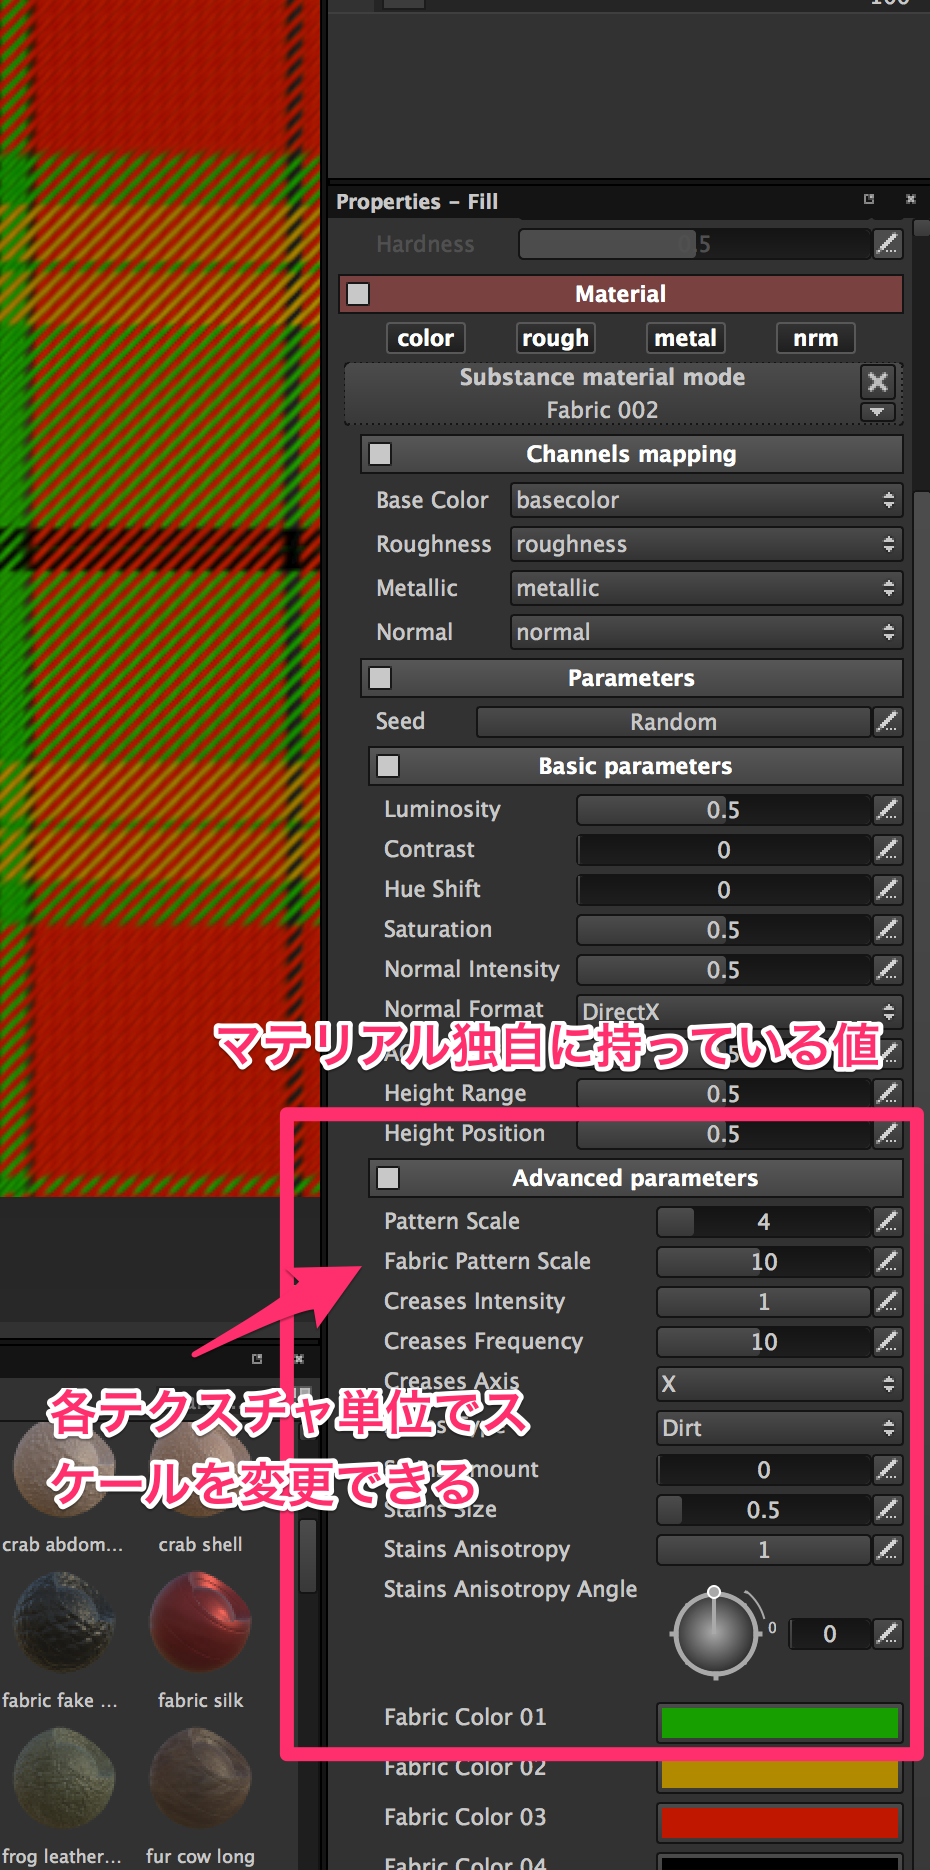 Properties - Fill
Hardness 0.5
Material
color rough metal nrm
Substance material mode
Fabric 002
Channels mapping
Base Color basecolor
Roughness roughness
Metallic metallic
Normal normal
Parameters
Seed Random
Basic parameters
Luminosity 0.5
Contrast 0
Hue Shift 0
Saturation 0.5
Normal Intensity 0.5
Normal Format DirectX
マテリアル独自に持っている値
Height Range 0.5
Height Position 0.5
Advanced parameters
Pattern Scale 4
Fabric Pattern Scale 10
Creases Intensity 1
Creases Frequency 10
Creases Axis X
各テクスチャ単位でス
ケールを変更できる
Dirt
0
Stains Size 0.5
Stains Anisotropy 1
Stains Anisotropy Angle 0 0
Fabric Color 01
Fabric Color 02
Fabric Color 03
Fabric Color 04
crab abdom... crab shell
fabric fake ... fabric silk
frog leather... fur cow long